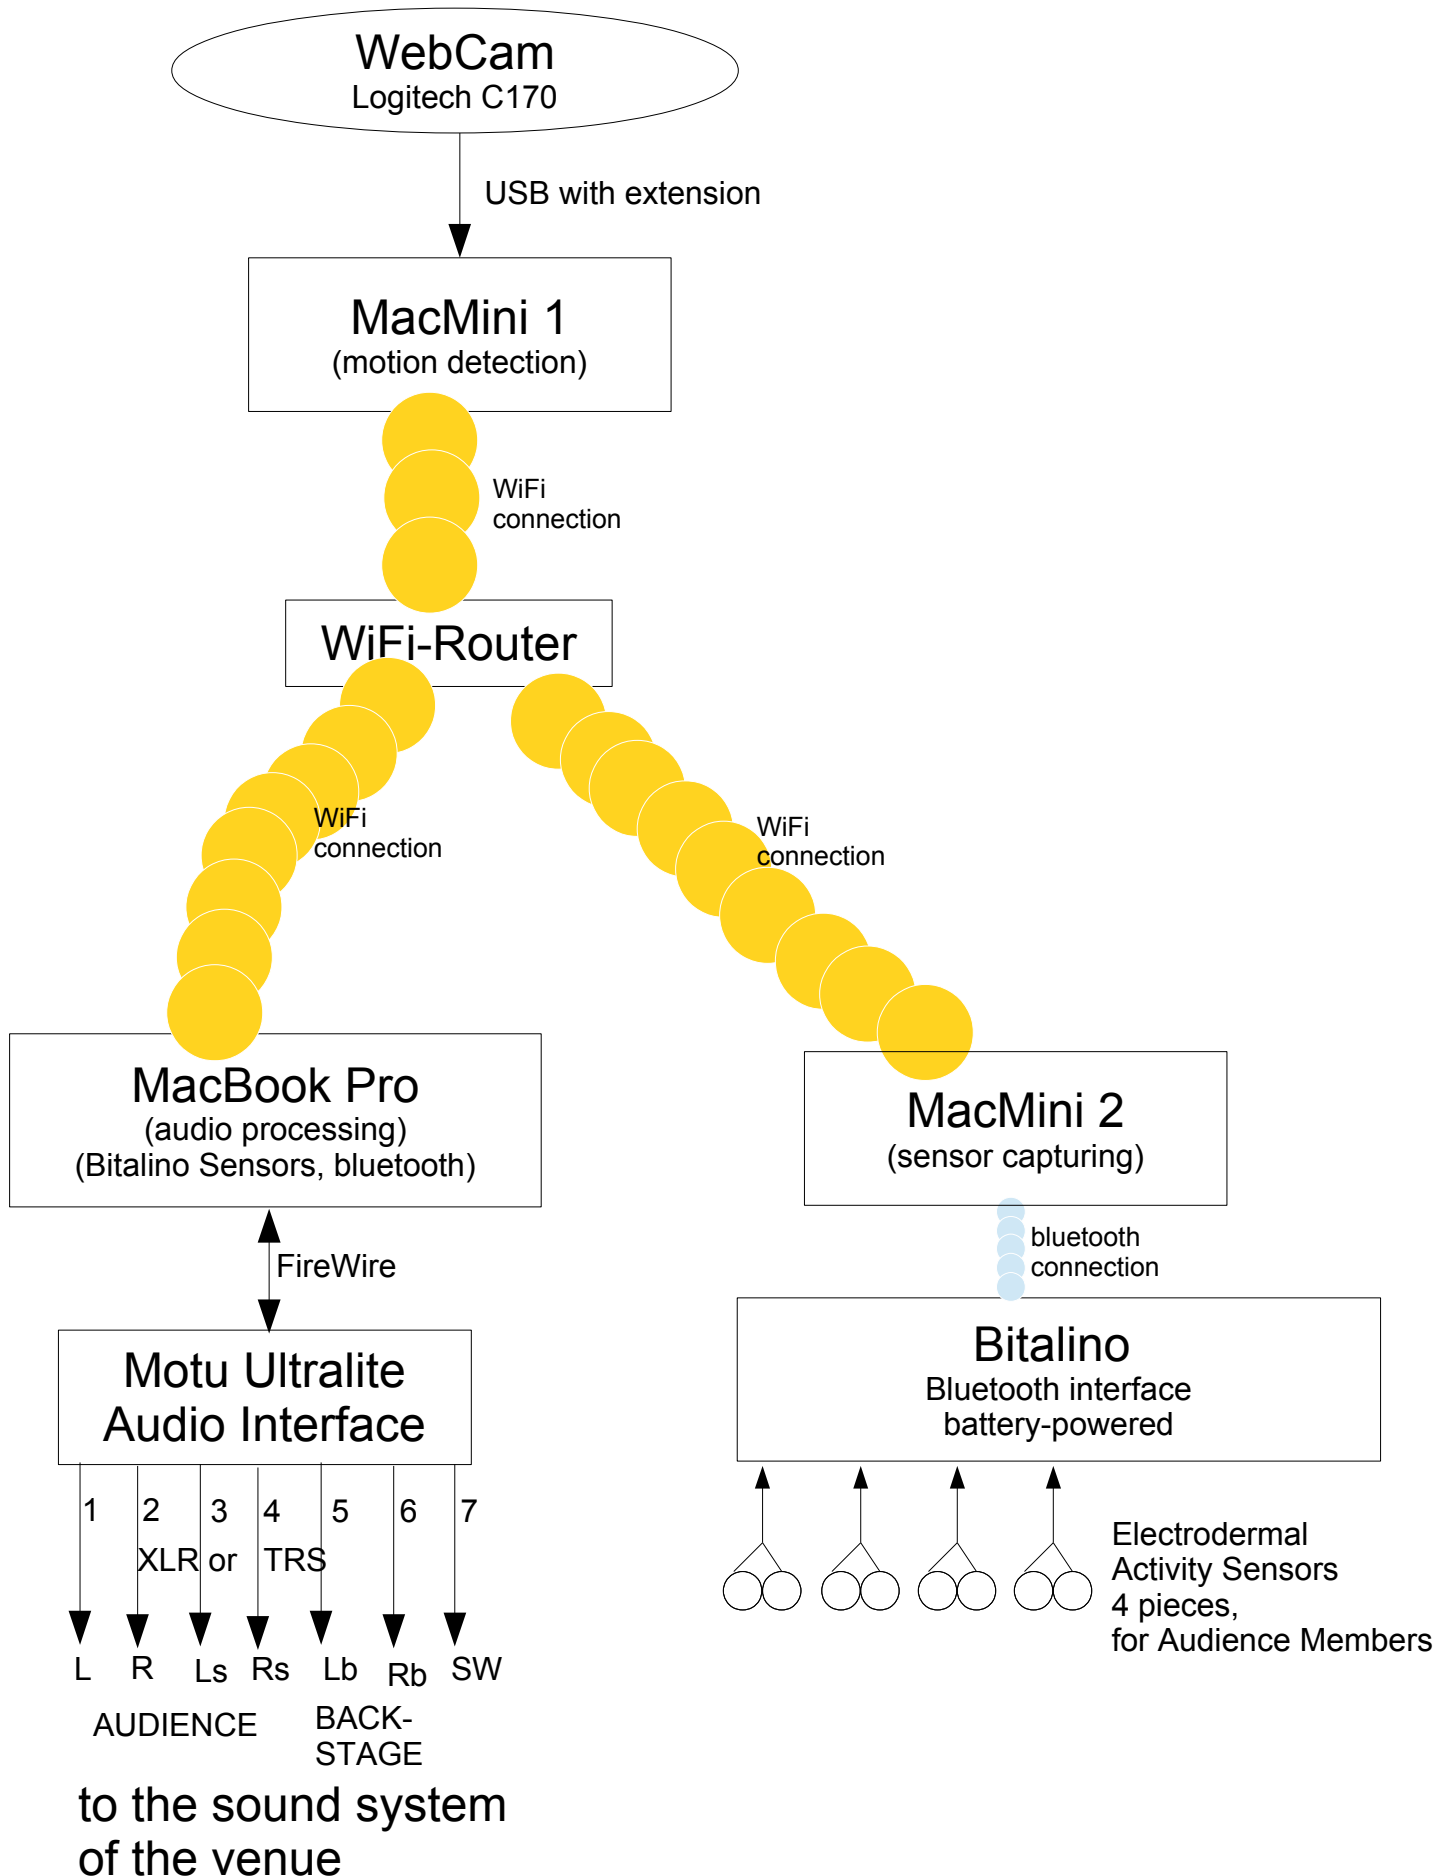 WebCam
Logitech C170
USB with extension
MacMini 1
(motion detection)
WiFi
connection
WiFi-Router
WiFi
connection
WiFi
connection
MacBook Pro
(audio processing)
(Bitalino Sensors, bluetooth)
MacMini 2
(sensor capturing)
FireWire
bluetooth
connection
Motu Ultralite
Audio Interface
Bitalino
Bluetooth interface
battery-powered
1 2 3 4 5 6 7
XLR or TRS
L R Ls Rs Lb Rb SW
AUDIENCE
BACK-
STAGE
to the sound system
of the venue
Electrodermal
Activity Sensors
4 pieces,
for Audience Members